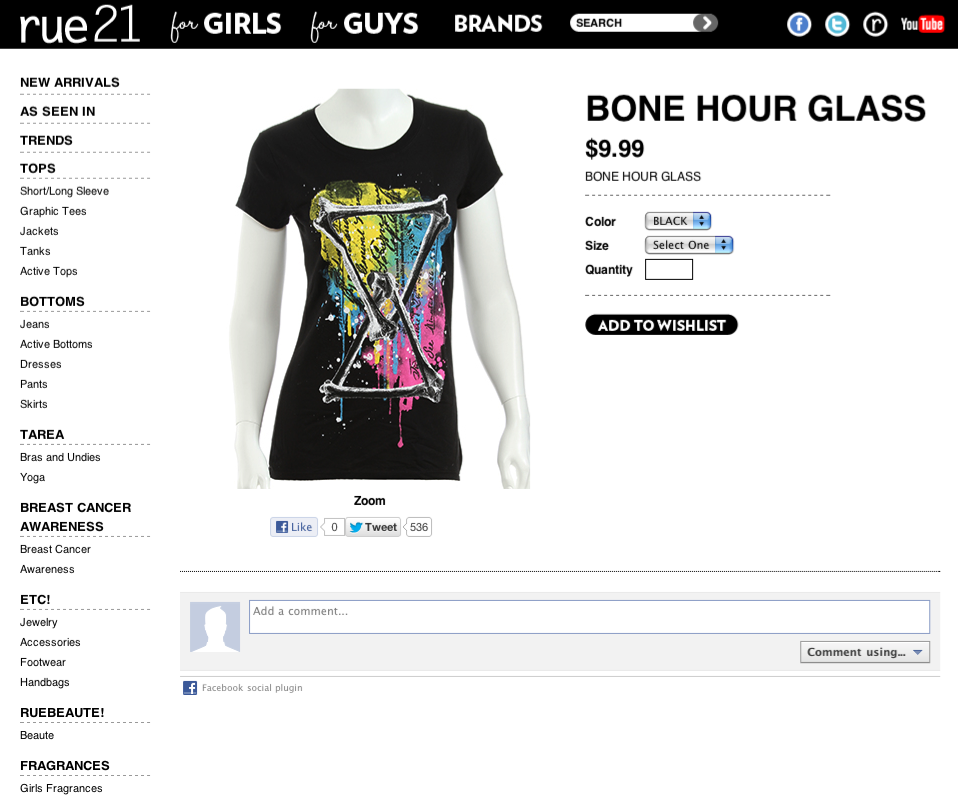 rue21
for GIRLS
for GUYS
BRANDS
SEARCH
You Tube
NEW ARRIVALS
AS SEEN IN
TRENDS
TOPS
Short/Long Sleeve
Graphic Tees
Jackets
Tanks
Active Tops
BOTTOMS
Jeans
Active Bottoms
Dresses
Pants
Skirts
TAREA
Bras and Undies
Yoga
BREAST CANCER
AWARENESS
Breast Cancer
Awareness
ETC!
Jewelry
Accessories
Footwear
Handbags
RUEBEAUTE!
Beaute
FRAGRANCES
Girls Fragrances
Zoom
Like 0 Tweet 536
BONE HOUR GLASS
$9.99
BONE HOUR GLASS
Color BLACK
Size Select One
Quantity
ADD TO WISHLIST
Add a comment...
Comment using...
Facebook social plugin